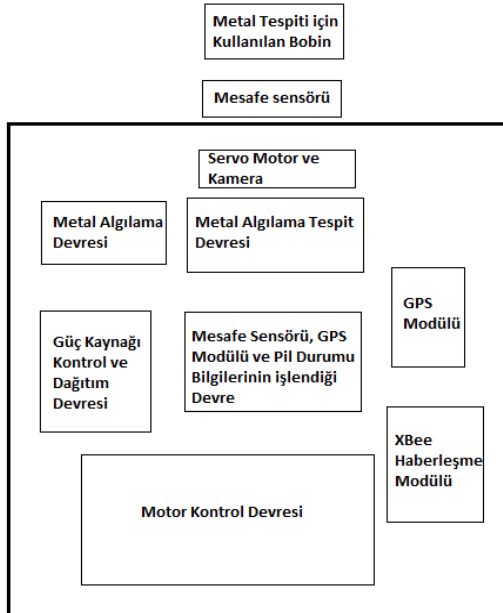 Metal Tespiti için
Kullanılan Bobin
Mesafe sensörü
Servo Motor ve
Kamera
Metal Algılama
Devresi
Metal Algılama Tespit
Devresi
GPS
Modülü
Güç Kaynağı
Kontrol ve
Dağıtım
Devresi
Mesafe Sensörü, GPS
Modülü ve Pil Durumu
Bilgilerinin işlendiği
Devre
XBee
Haberleşme
Modülü
Motor Kontrol Devresi